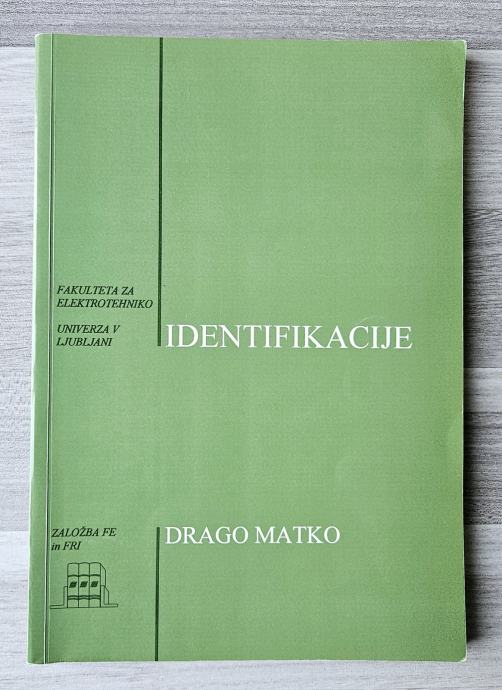 FAKULTETA ZA
ELEKTROTEHNIKO
UNIVERZA V
LJUBLJANI
IDENTIFIKACIJE
ZALOŽBA FE
in FRI
DRAGO MATKO